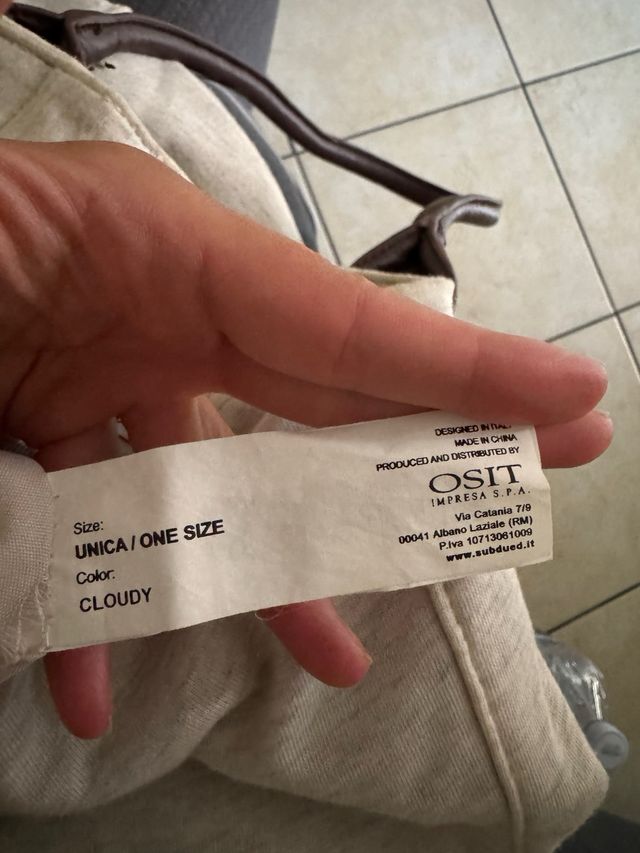 Size:
UNICA / ONE SIZE
Color:
CLOUDY
DESIGNED IN ITALY
MADE IN CHINA
PRODUCED AND DISTRIBUTED BY
OSIT
IMPRESA S.P.A.
Via Catania 7/9
00041 Albano Laziale (RM)
P.Iva 10713061009
www.subdued.it